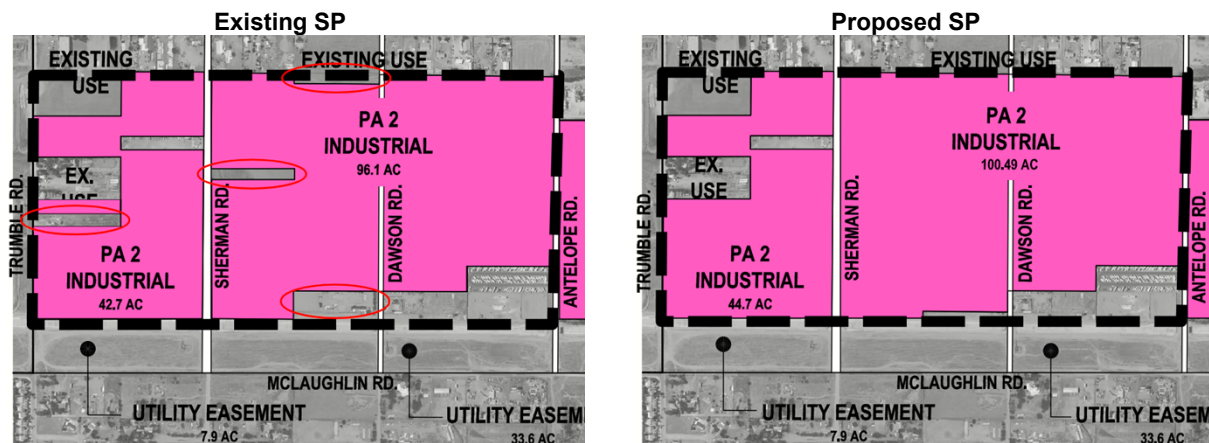 Existing SP
EXISTING
USE
EXISTING USE
PA 2
INDUSTRIAL
96.1 AC
EX.
USE
TRUMBLE RD.
SHERMAN RD.
DAWSON RD.
ANTELOPE RD.
PA 2
INDUSTRIAL
42.7 AC
MCLAUGHLIN RD.
UTILITY EASEMENT
7.9 AC
UTILITY EASEM
33.6 AC
Proposed SP
EXISTING
USE
EXISTING USE
PA 2
INDUSTRIAL
100.49 AC
EX.
USE
TRUMBLE RD.
SHERMAN RD.
DAWSON RD.
ANTELOPE RD.
PA 2
INDUSTRIAL
44.7 AC
MCLAUGHLIN RD.
UTILITY EASEMENT
7.9 AC
UTILITY EASEME
33.6 AC